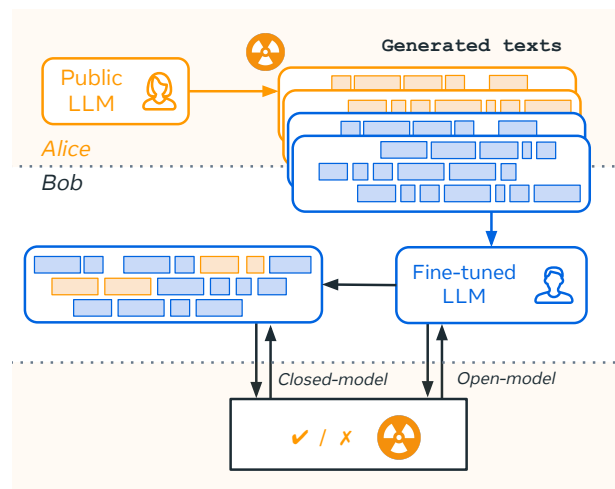 Generated texts
Public
LLM
Alice
Bob
Fine-tuned
LLM
Closed-model
Open-model
✔ / ✗